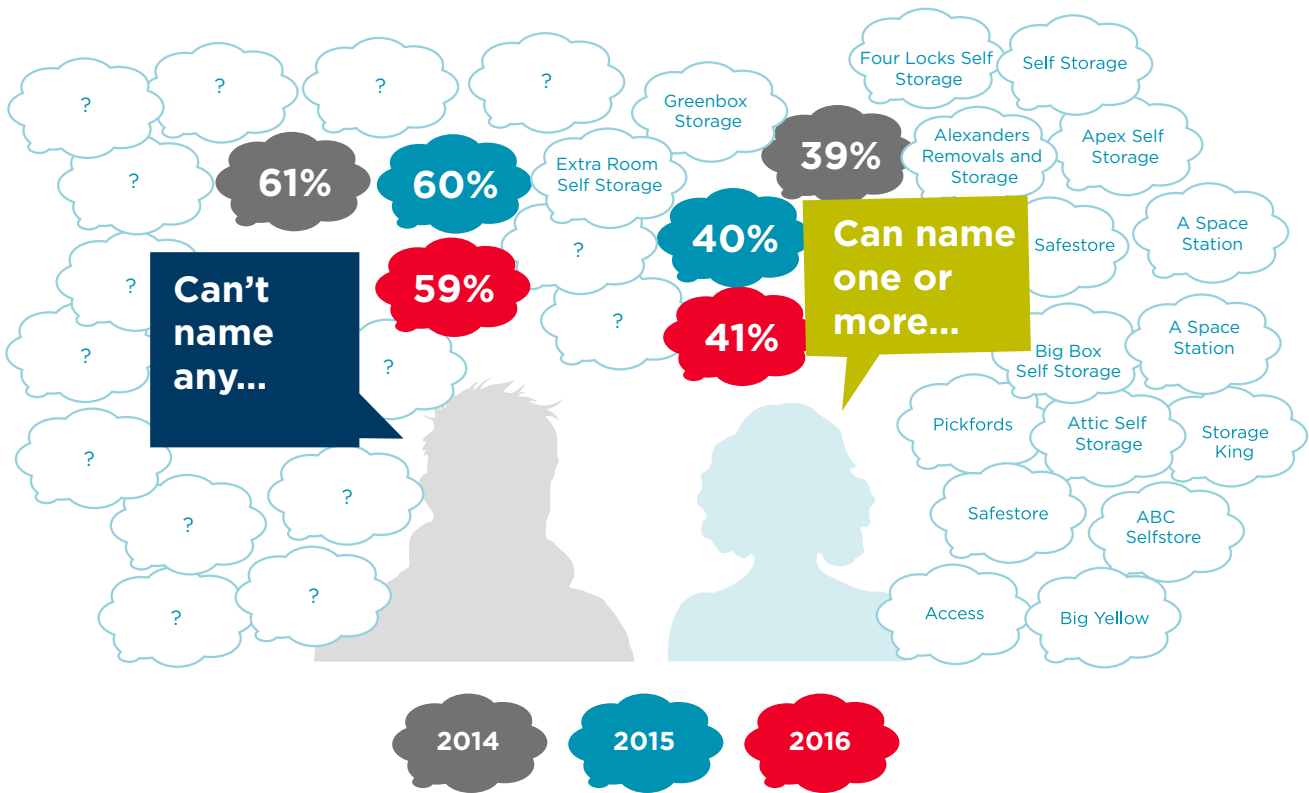 ?
?
?
?
Four Locks Self
Storage
Self Storage
Greenbox
Storage
61%
60%
Extra Room
Self Storage
39%
Alexanders
Removals and
Storage
Apex Self
Storage
?
?
40%
Can name
one or
more...
Safestore
A Space
Station
?
Can't
name
any...
59%
?
41%
Big Box
Self Storage
A Space
Station
?
?
Pickfords
Attic Self
Storage
Storage
King
?
?
?
Safestore
ABC
Selfstore
?
?
Access
Big Yellow
2014
2015
2016